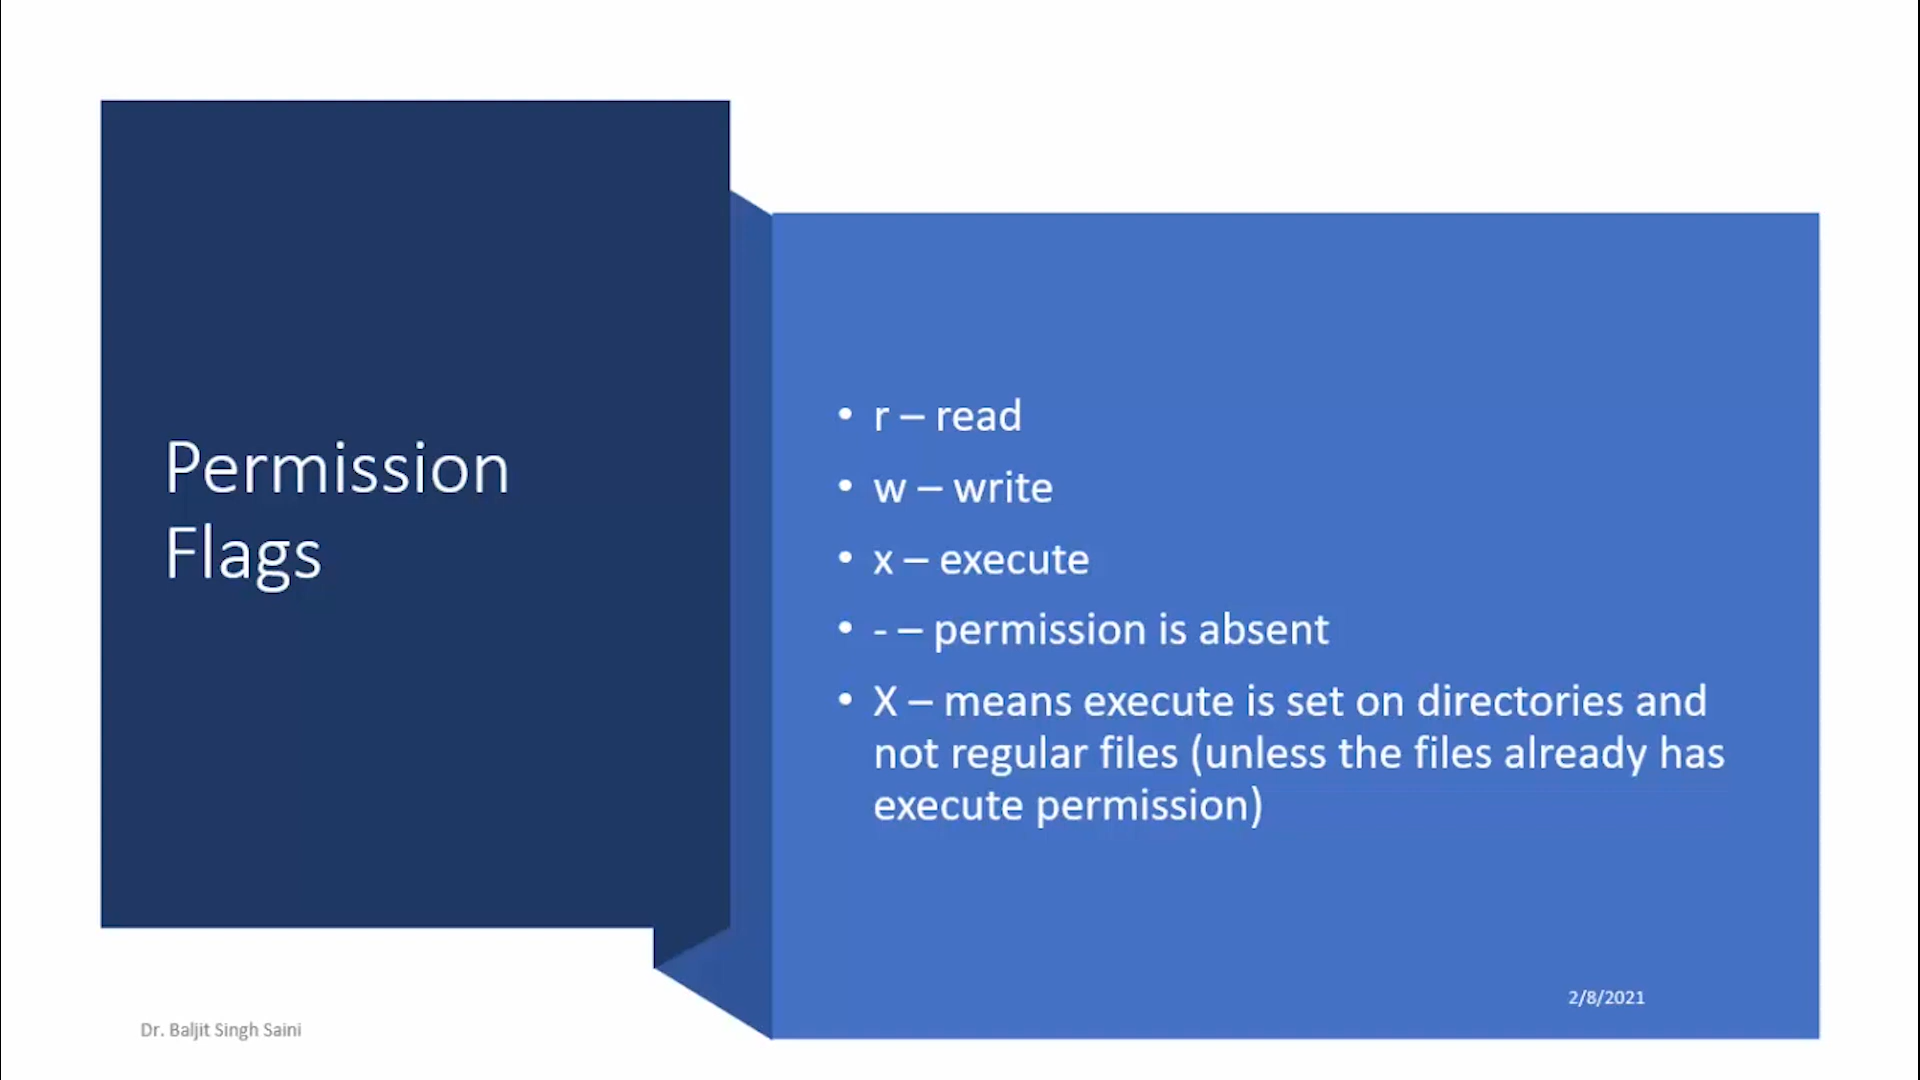 Permission
Flags
• r – read
• w – write
• x – execute
• - – permission is absent
• X – means execute is set on directories and
not regular files (unless the files already has
execute permission)
2/8/2021
Dr. Baljit Singh Saini